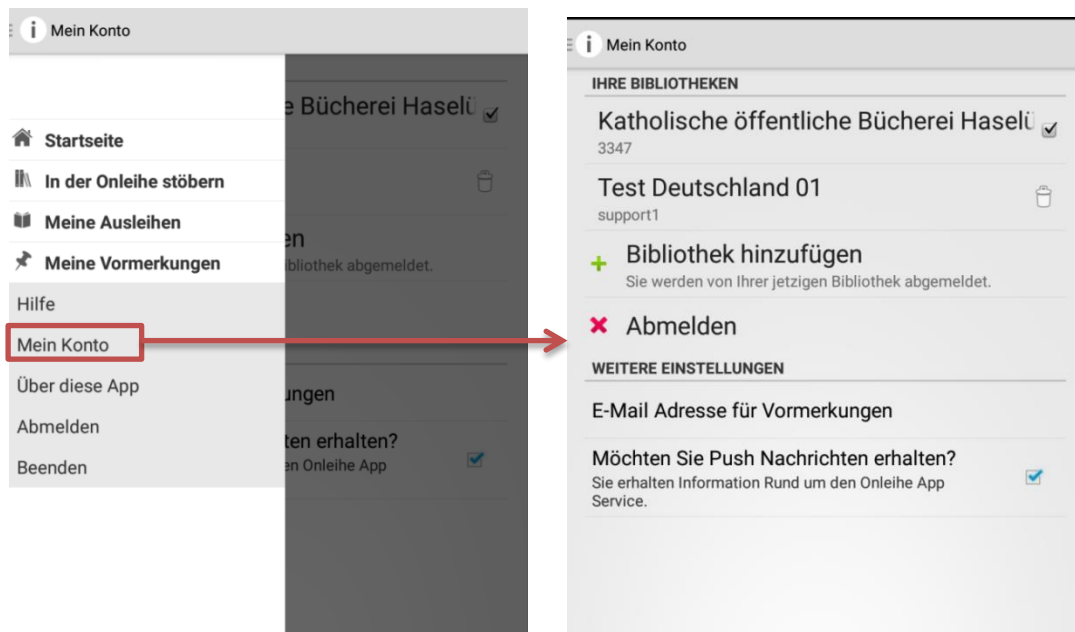 Mein Konto
e Bücherei Haselü
Startseite
In der Onleihe stöbern
Meine Ausleihen
en
Meine Vormerkungen
ibliothek abgemeldet.
Hilfe
Mein Konto
Über diese App
ungen
Abmelden
ten erhalten?
en Onleihe App
Beenden
Mein Konto
IHRE BIBLIOTHEKEN
Katholische öffentliche Bücherei Haselü
3347
Test Deutschland 01
support1
Bibliothek hinzufügen
Sie werden von Ihrer jetzigen Bibliothek abgemeldet.
Abmelden
WEITERE EINSTELLUNGEN
E-Mail Adresse für Vormerkungen
Möchten Sie Push Nachrichten erhalten?
Sie erhalten Information Rund um den Onleihe App
Service.